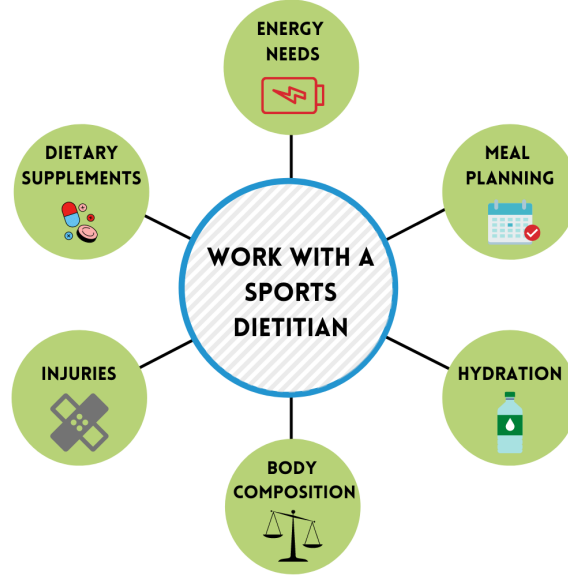 ENERGY
NEEDS
DIETARY
SUPPLEMENTS
MEAL
PLANNING
WORK WITH A
SPORTS
DIETITIAN
INJURIES
HYDRATION
BODY
COMPOSITION